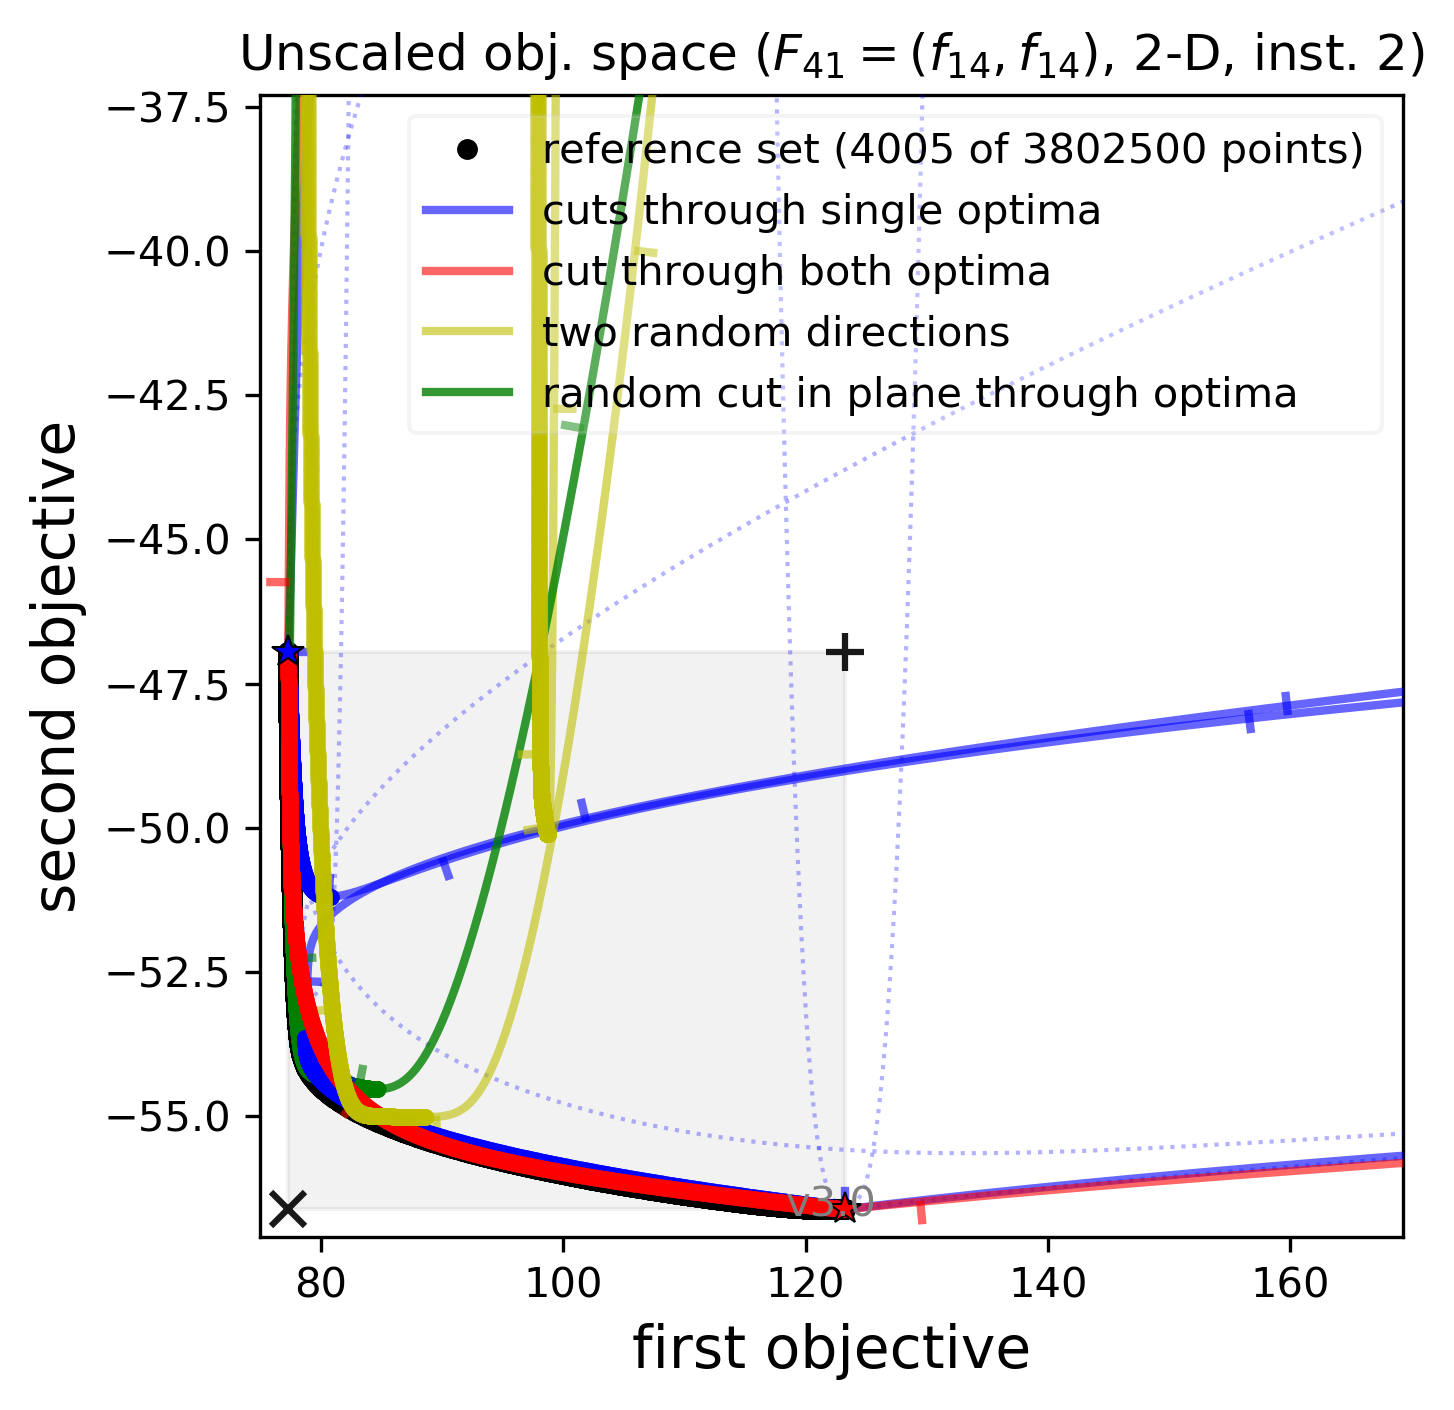 Unscaled obj. space (F₄₁ = (f₁₄, f₁₄), 2-D, inst. 2)
−37.5
−40.0
−42.5
−45.0
−47.5
−50.0
−52.5
−55.0
second objective
reference set (4005 of 3802500 points)
cuts through single optima
cut through both optima
two random directions
random cut in plane through optima
v3.0
80
100
120
140
160
first objective